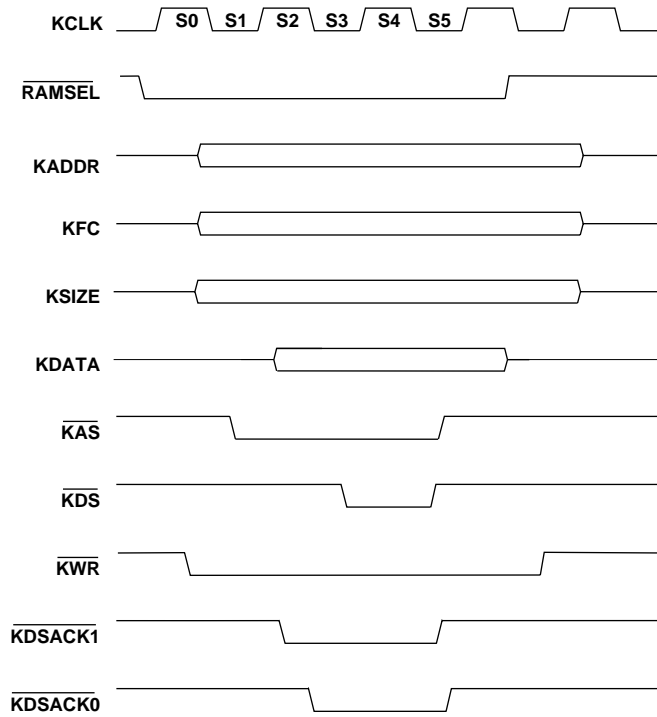 KCLK S0 S1 S2 S3 S4 S5
RAMSEL
KADDR
KFC
KSIZE
KDATA
KAS
KDS
KWR
KDSACK1
KDSACK0